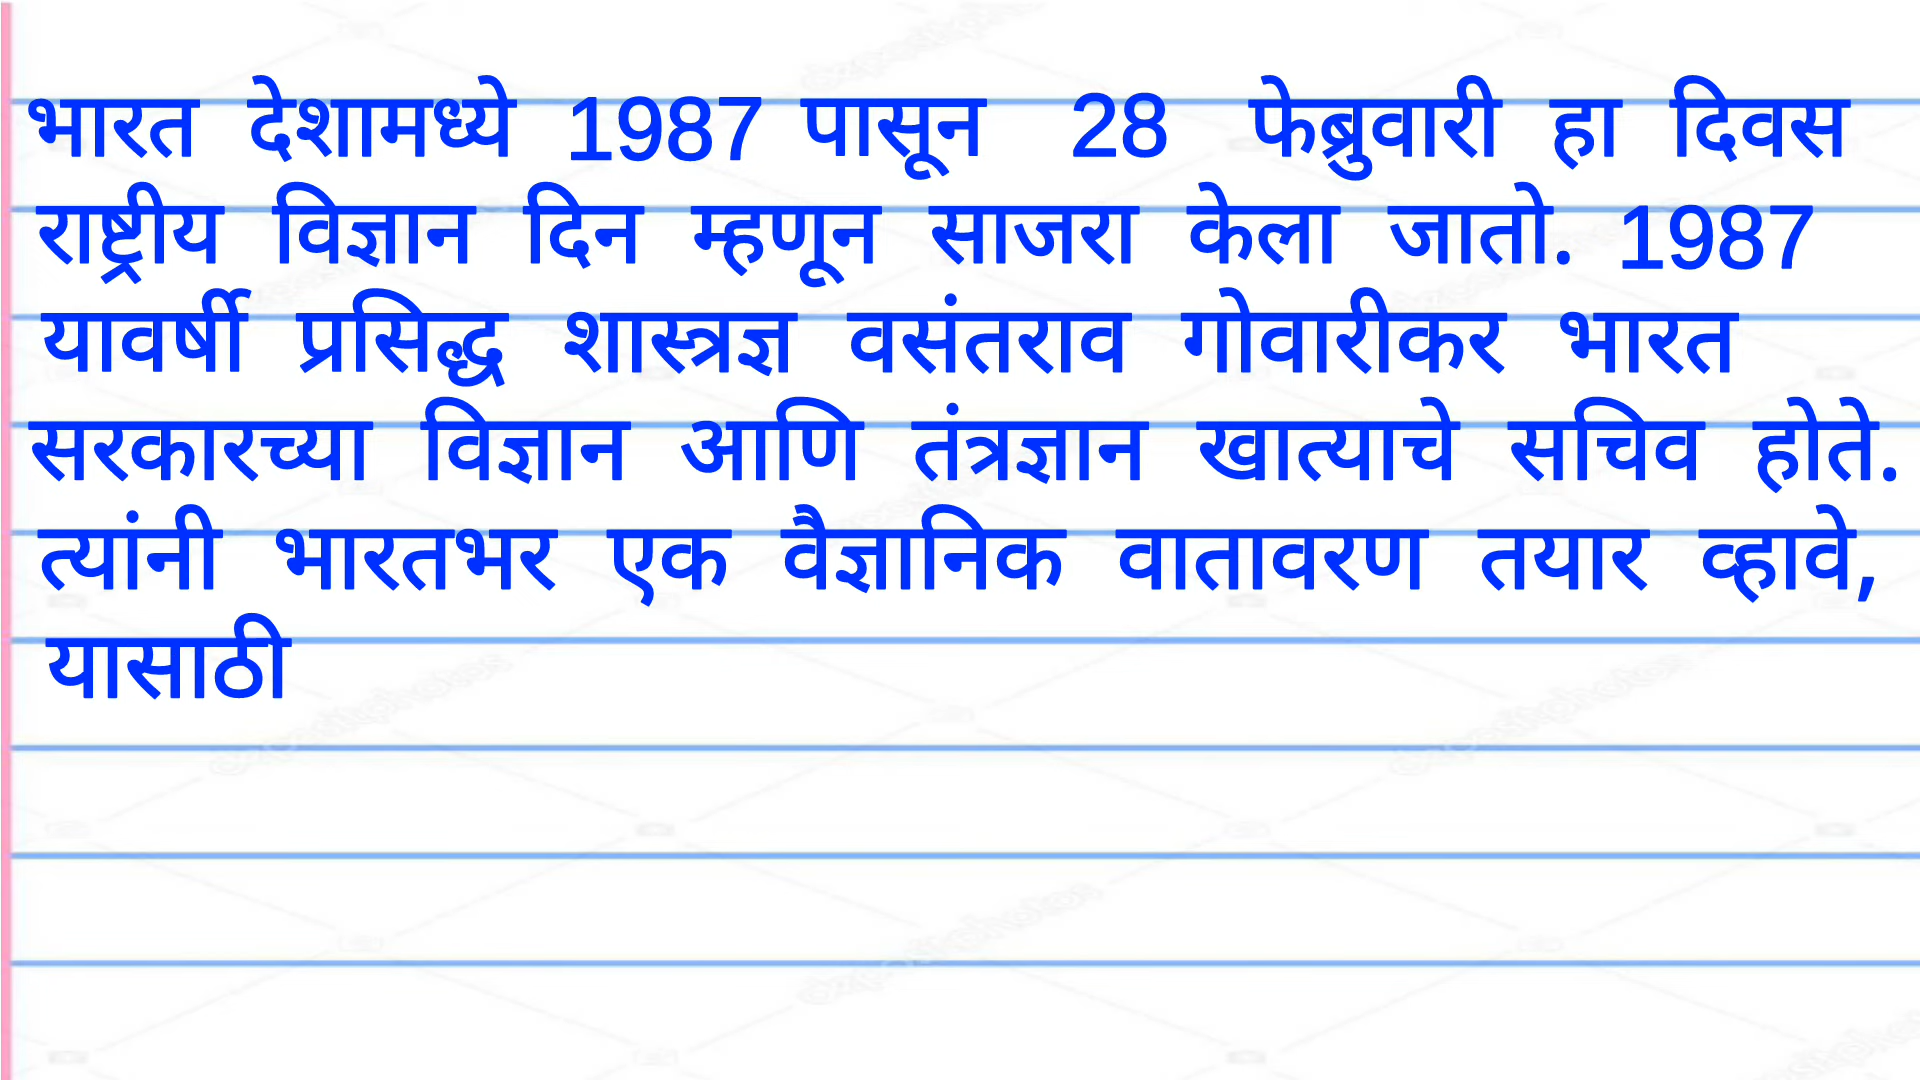 भारत देशामध्ये 1987 पासून 28 फेब्रुवारी हा दिवस
राष्ट्रीय विज्ञान दिन म्हणून साजरा केला जातो. 1987
यावर्षी प्रसिद्ध शास्त्रज्ञ वसंतराव गोवारीकर भारत
सरकारच्या विज्ञान आणि तंत्रज्ञान खात्याचे सचिव होते.
त्यांनी भारतभर एक वैज्ञानिक वातावरण तयार व्हावे,
यासाठी